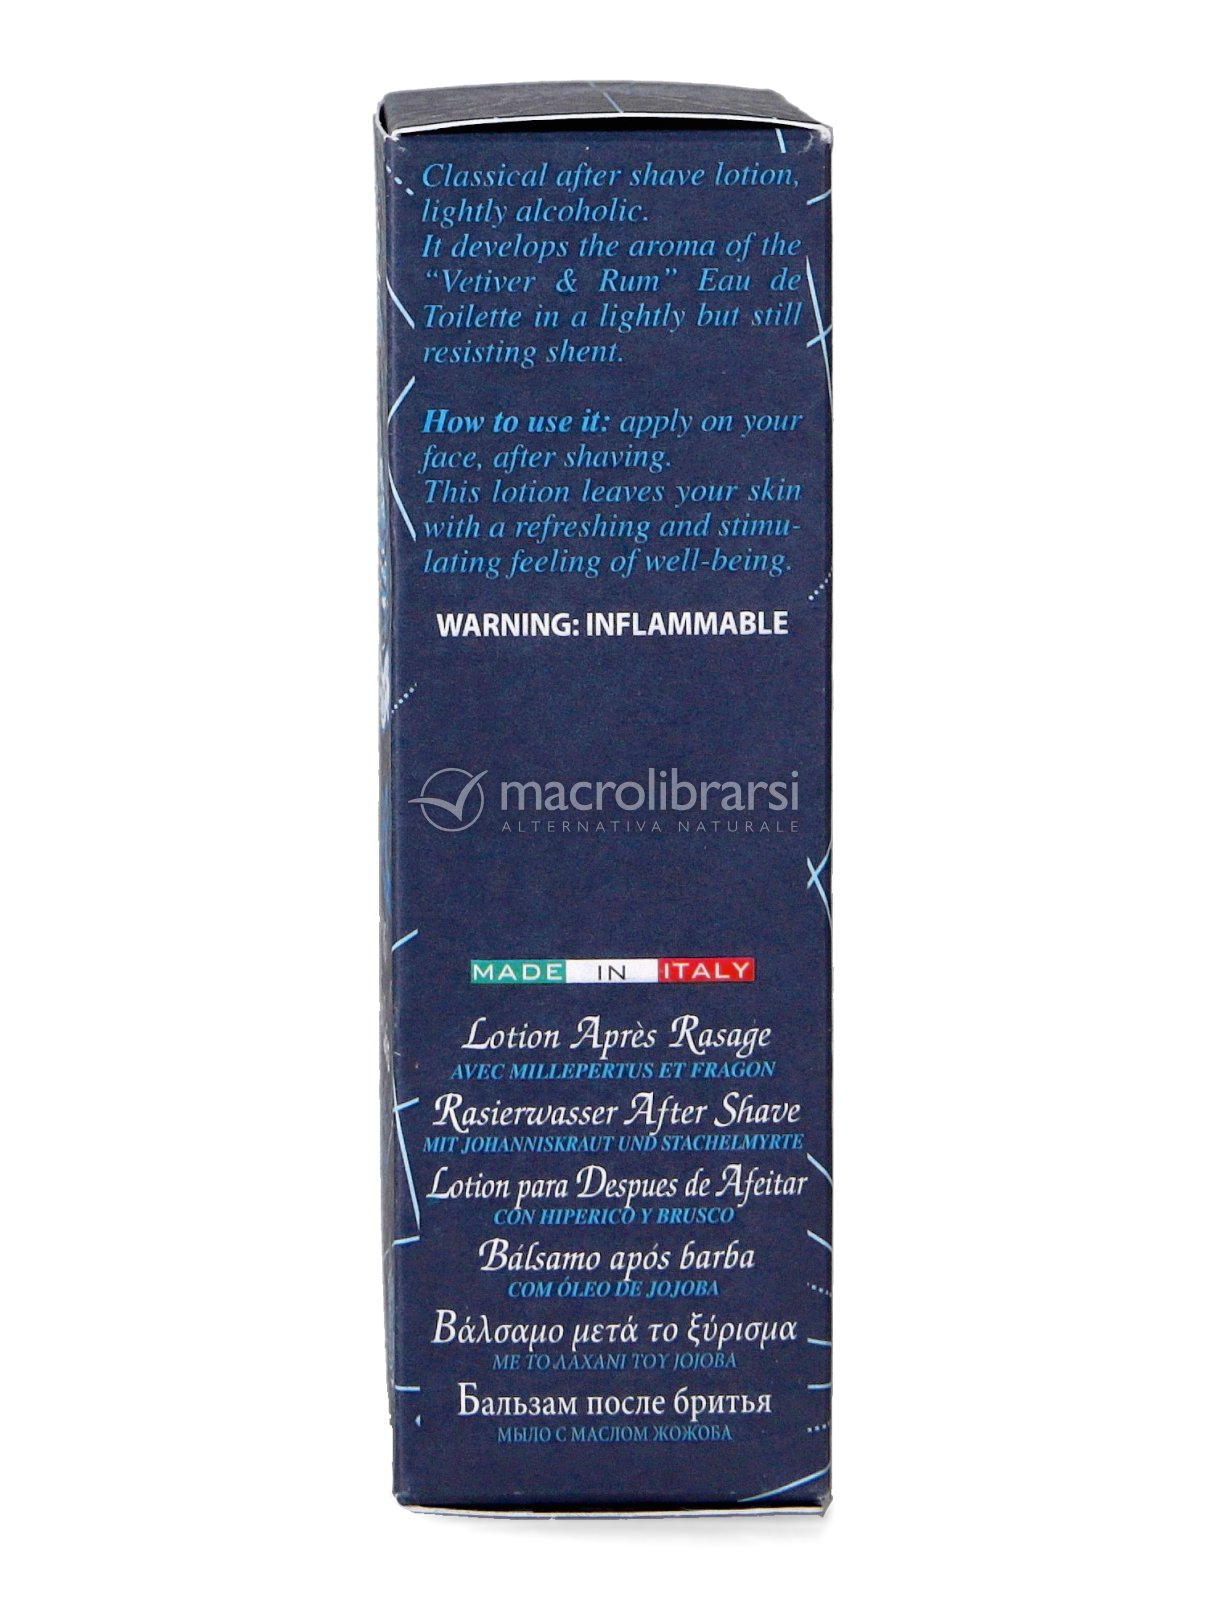 Classical after shave lotion,
lightly alcoholic.
It develops the aroma of the
“Vetiver & Rum” Eau de
Toilette in a lightly but still
resisting shent.
How to use it: apply on your
face, after shaving.
This lotion leaves your skin
with a refreshing and stimu-
lating feeling of well-being.
WARNING: INFLAMMABLE
macrolibrarsi
ALTERNATIVA NATURALE
MADE IN ITALY
Lotion Après Rasage
AVEC MILLEPERTUS ET FRAGON
Rasierwasser After Shave
MIT JOHANNISKRAUT UND STACHELMYRTE
Lotion para Despues de Afeitar
CON HIPERICO Y BRUSCO
Bálsamo após barba
COM ÓLEO DE JOJOBA
Βάλσαμο μετά το ξύρισμα
ΜΕ ΤΟ ΛΑΧΑΝΙ ΤΟΥ JOJOBA
Бальзам после бритья
МЫЛО С МАСЛОМ ЖОЖОБА